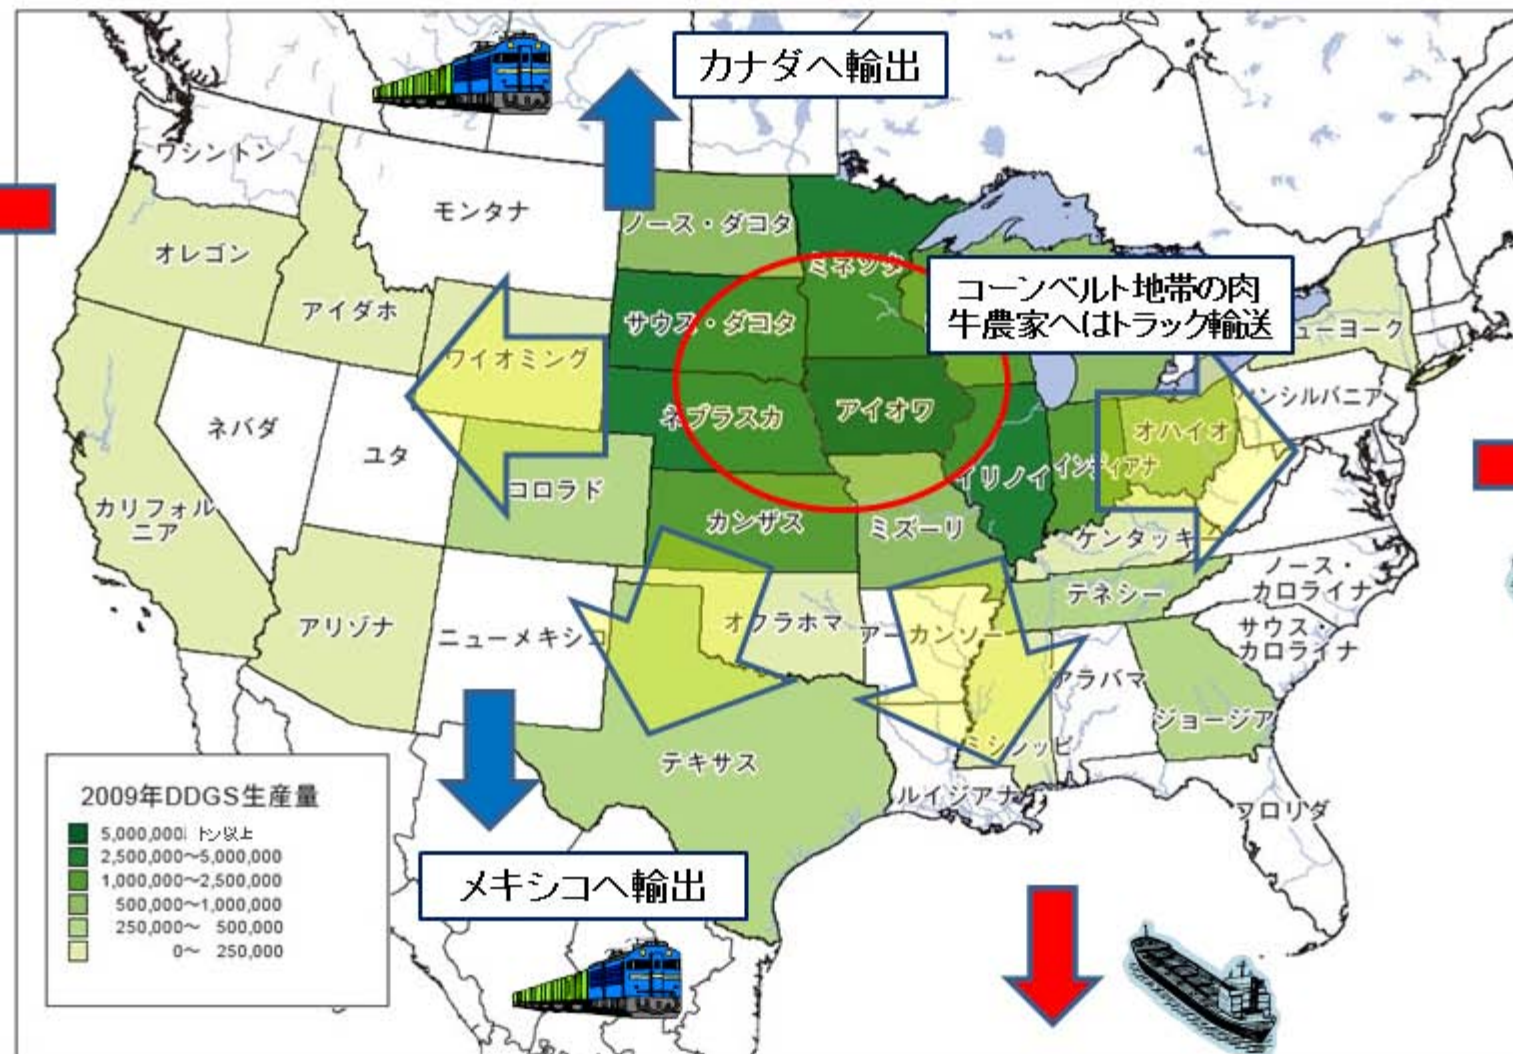 カナダへ輸出
ワシントン
モンタナ
ノース・ダコタ
ミネソタ
オレゴン
アイダホ
サウス・ダコタ
コーンベルト地帯の肉
牛農家へはトラック輸送
ューヨーク
ワイオミング
ネブラスカ
アイオワ
ンシルバニア
ネバダ
ユタ
オハイオ
コロラド
イリノイ
インディアナ
カリフォル
ニア
カンザス
ミズーリ
ケンタッキ
ノース・
カロライナ
テネシー
アリゾナ
ニューメキシコ
オクラホマ
アーカンソー
サウス・
カロライナ
アラバマ
ジョージア
ミシシッピ
テキサス
ルイジアナ
フロリダ
2009年DDGS生産量
5,000,000 トン以上
2,500,000～5,000,000
1,000,000～2,500,000
500,000～1,000,000
250,000～ 500,000
0～ 250,000
メキシコへ輸出